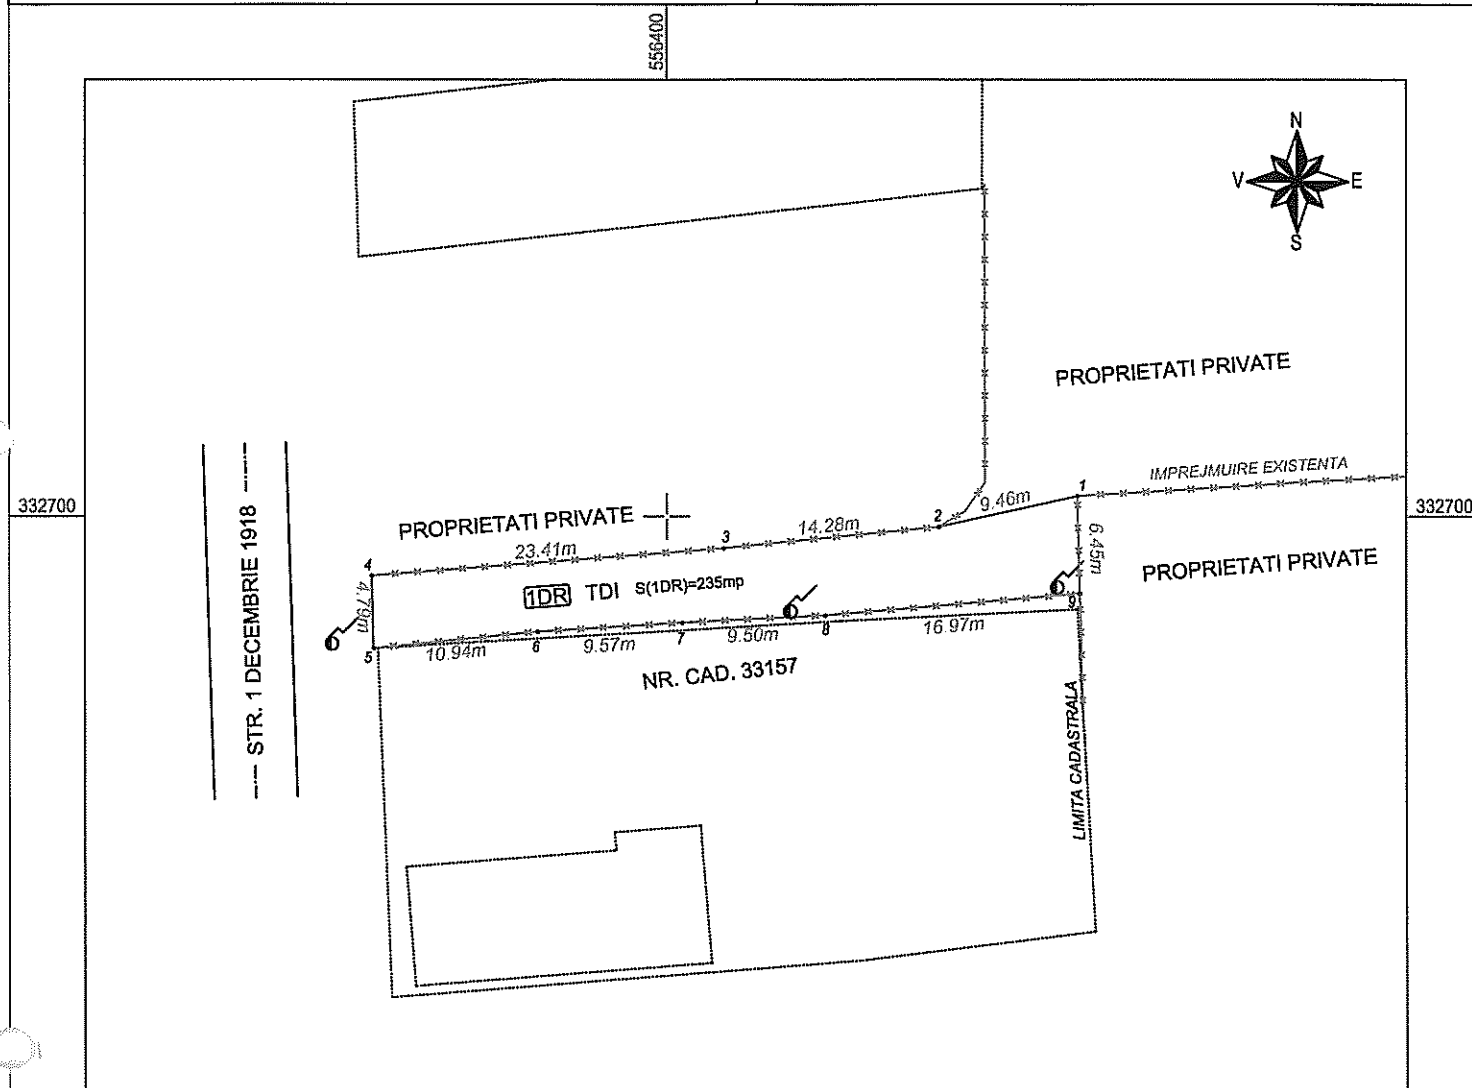 556400
N
V
E
S
PROPRIETATI PRIVATE
IMPREJMUIRE EXISTENTA
1
9.46m
332700
332700
PROPRIETATI PRIVATE
2
14.28m
3
6.45m
23.41m
4
PROPRIETATI PRIVATE
4.79m
1DR TDI S(1DR)=235mp
9
8
16.97m
7
9.50m
6
9.57m
5
10.94m
NR. CAD. 33157
--- STR. 1 DECEMBRIE 1918 ---
LIMITA CADASTRALA